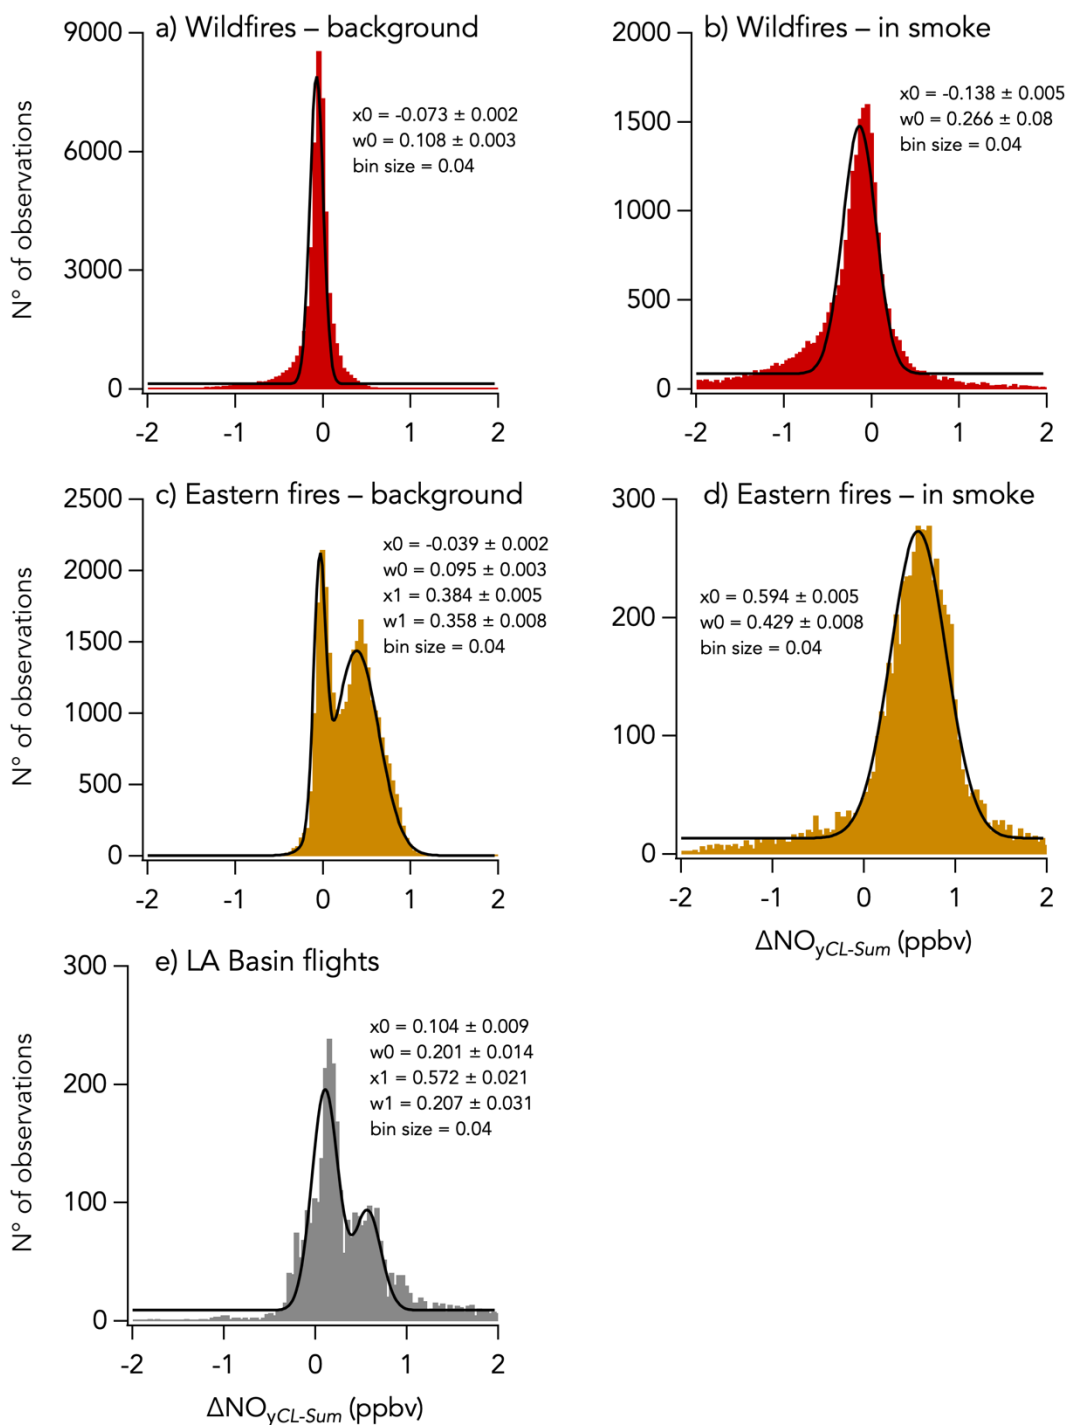 a) Wildfires – background
9000
6000
3000
0
N° of observations
x0 = -0.073 ± 0.002
w0 = 0.108 ± 0.003
bin size = 0.04
-2 -1 0 1 2
b) Wildfires – in smoke
2000
1500
1000
500
0
x0 = -0.138 ± 0.005
w0 = 0.266 ± 0.08
bin size = 0.04
-2 -1 0 1 2
c) Eastern fires – background
2500
2000
1500
1000
500
0
N° of observations
x0 = -0.039 ± 0.002
w0 = 0.095 ± 0.003
x1 = 0.384 ± 0.005
w1 = 0.358 ± 0.008
bin size = 0.04
-2 -1 0 1 2
d) Eastern fires – in smoke
300
200
100
0
x0 = 0.594 ± 0.005
w0 = 0.429 ± 0.008
bin size = 0.04
-2 -1 0 1 2
ΔNOyCL-Sum (ppbv)
e) LA Basin flights
300
200
100
0
N° of observations
x0 = 0.104 ± 0.009
w0 = 0.201 ± 0.014
x1 = 0.572 ± 0.021
w1 = 0.207 ± 0.031
bin size = 0.04
-2 -1 0 1 2
ΔNOyCL-Sum (ppbv)